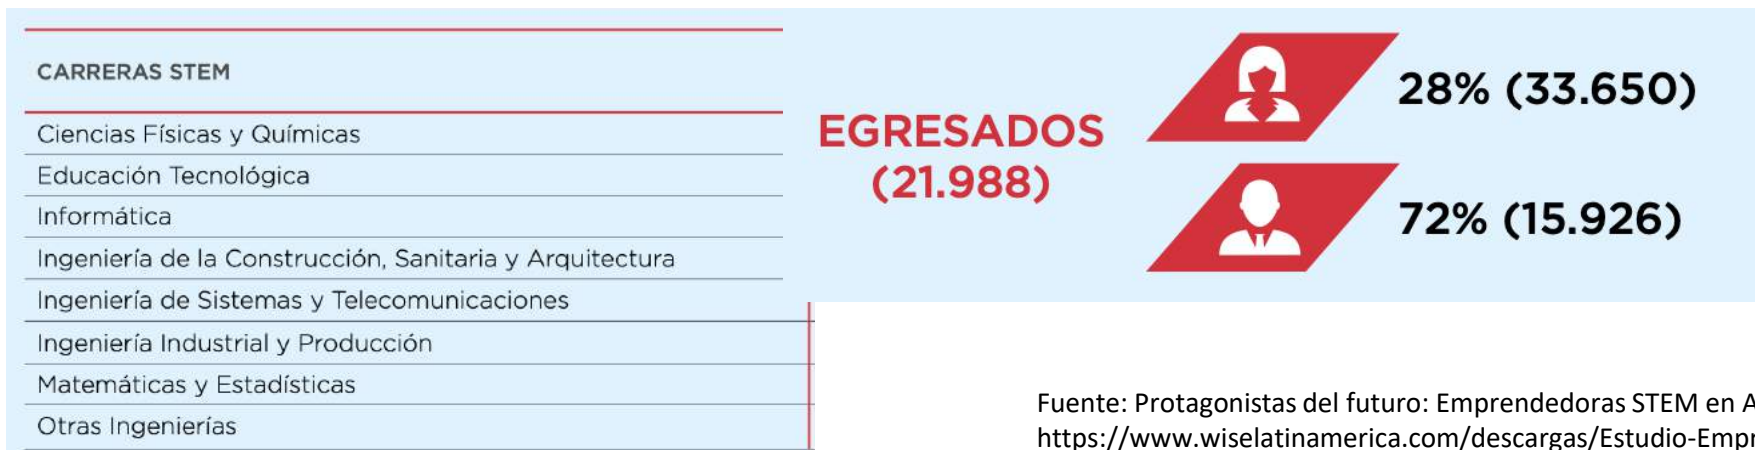 CARRERAS STEM
Ciencias Físicas y Químicas
Educación Tecnológica
Informática
Ingeniería de la Construcción, Sanitaria y Arquitectura
Ingeniería de Sistemas y Telecomunicaciones
Ingeniería Industrial y Producción
Matemáticas y Estadísticas
Otras Ingenierías
EGRESADOS
(21.988)
28% (33.650)
72% (15.926)
Fuente: Protagonistas del futuro: Emprendedoras STEM en A
https://www.wiselatinamerica.com/descargas/Estudio-Empr